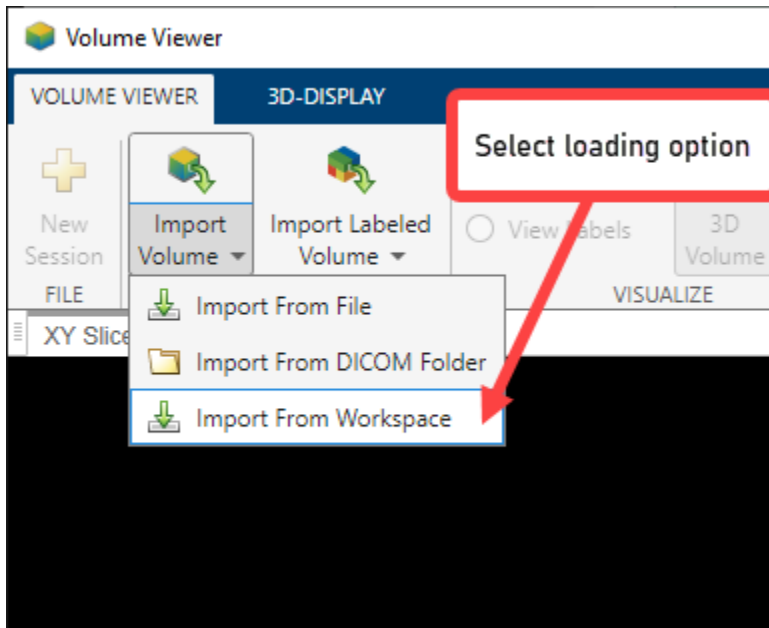 Volume Viewer
VOLUME VIEWER
3D-DISPLAY
Select loading option
New
Session
Import
Volume
Import Labeled
Volume
View Labels
3D
Volume
FILE
VISUALIZE
Import From File
XY Slice
Import From DICOM Folder
Import From Workspace